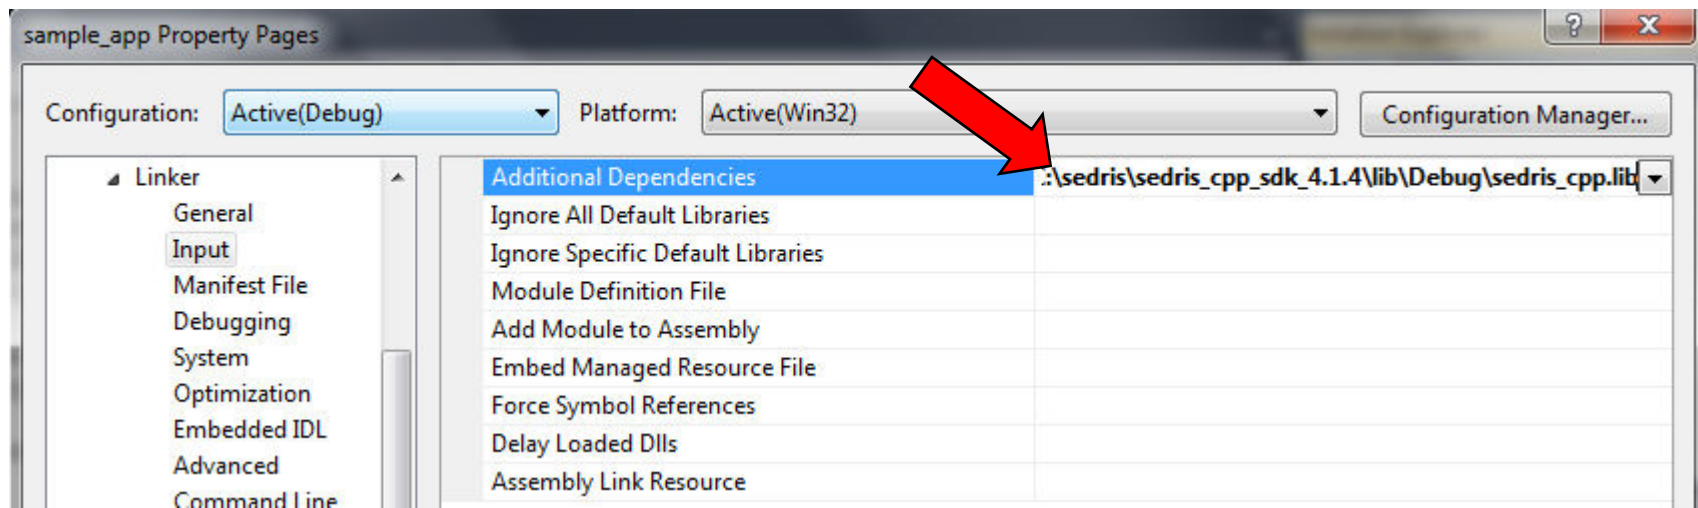 sample_app Property Pages
?
Configuration: Active(Debug) Platform: Active(Win32) Configuration Manager...
Linker
General
Input
Manifest File
Debugging
System
Optimization
Embedded IDL
Advanced
Command Line
Additional Dependencies :\sedris\sedris_cpp_sdk_4.1.4\lib\Debug\sedris_cpp.lib
Ignore All Default Libraries
Ignore Specific Default Libraries
Module Definition File
Add Module to Assembly
Embed Managed Resource File
Force Symbol References
Delay Loaded Dlls
Assembly Link Resource